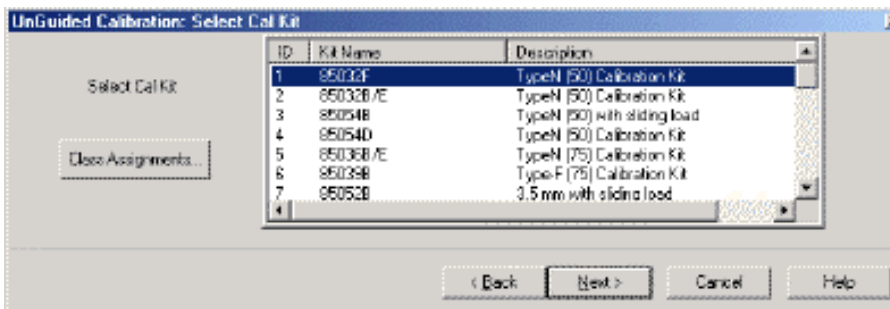 UnGuided Calibration: Select Cal Kit
Select Cal Kit
Class Assignments...
ID Kit Name Description
1 85032F TypeN (50) Calibration Kit
2 85032B/E TypeN (50) Calibration Kit
3 85054B TypeN (50) with sliding load
4 85054D TypeN (50) Calibration Kit
5 85036B/E TypeN (75) Calibration Kit
6 85039B Type-F (75) Calibration Kit
7 85052B 3.5 mm with sliding load
< Back Next > Cancel Help